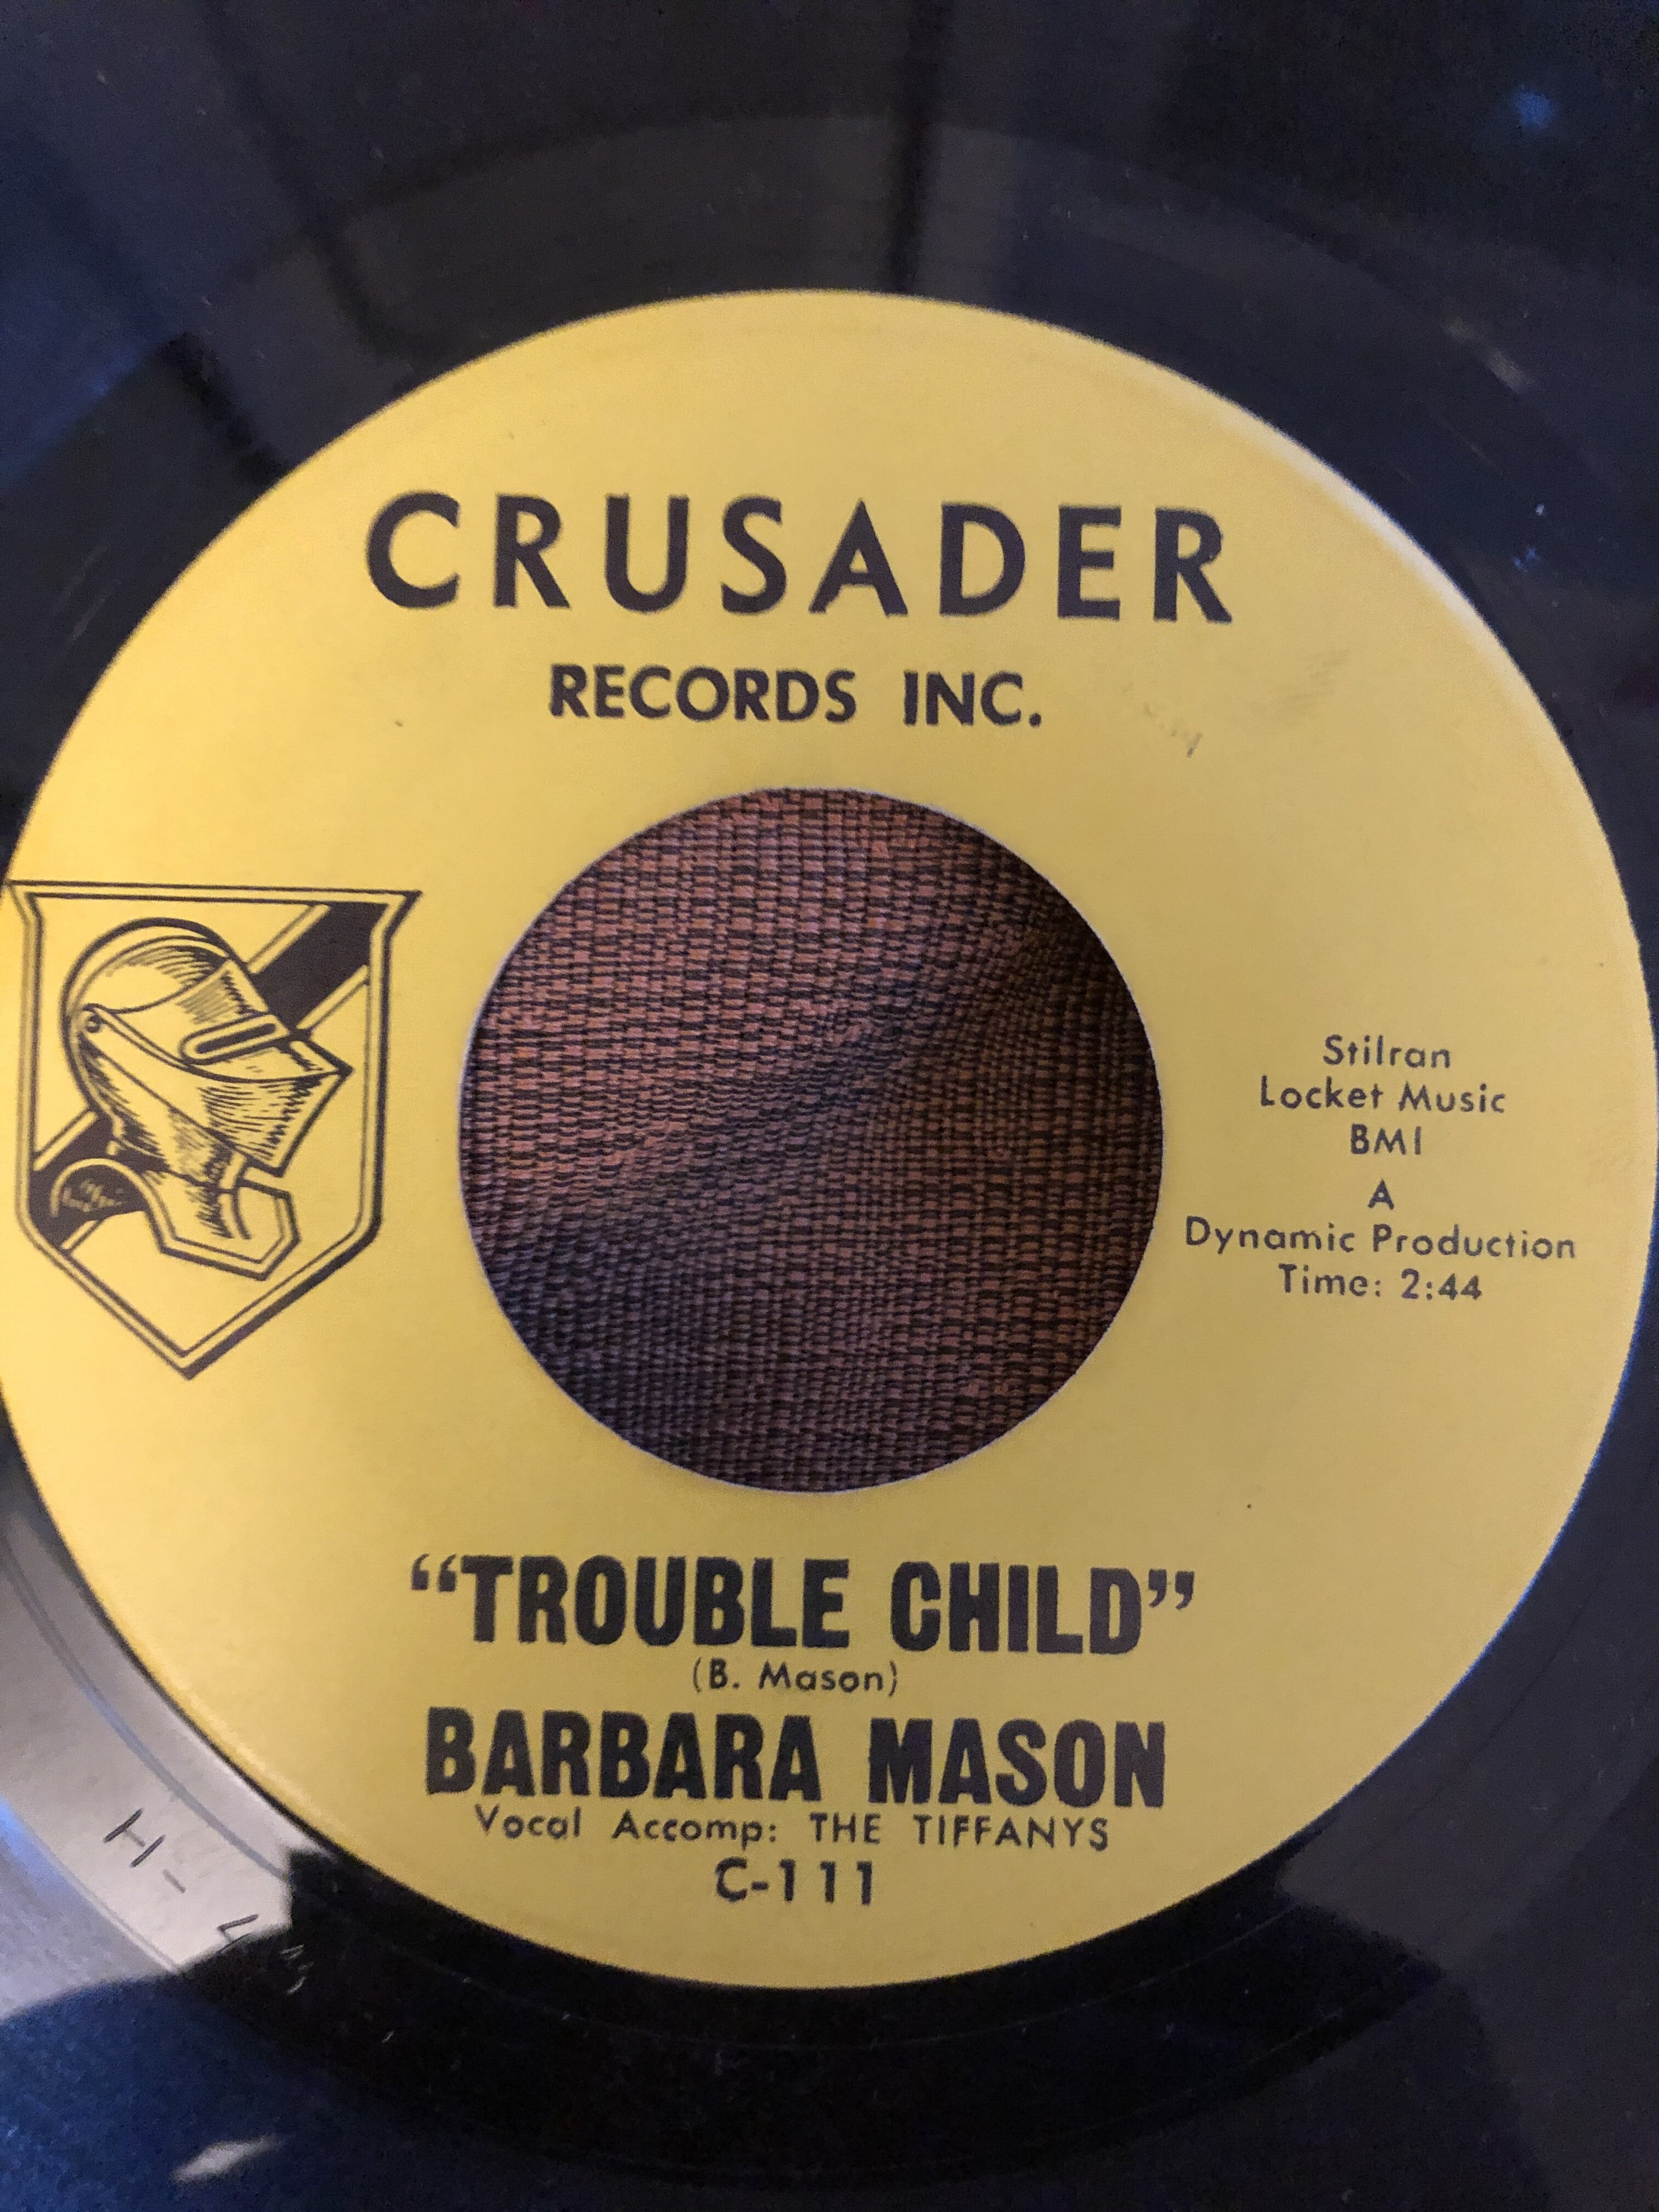 CRUSADER
RECORDS INC.
Stilran
Locket Music
BMI
A
Dynamic Production
Time: 2:44
“TROUBLE CHILD”
(B. Mason)
BARBARA MASON
Vocal Accomp: THE TIFFANYS
C-111
H-